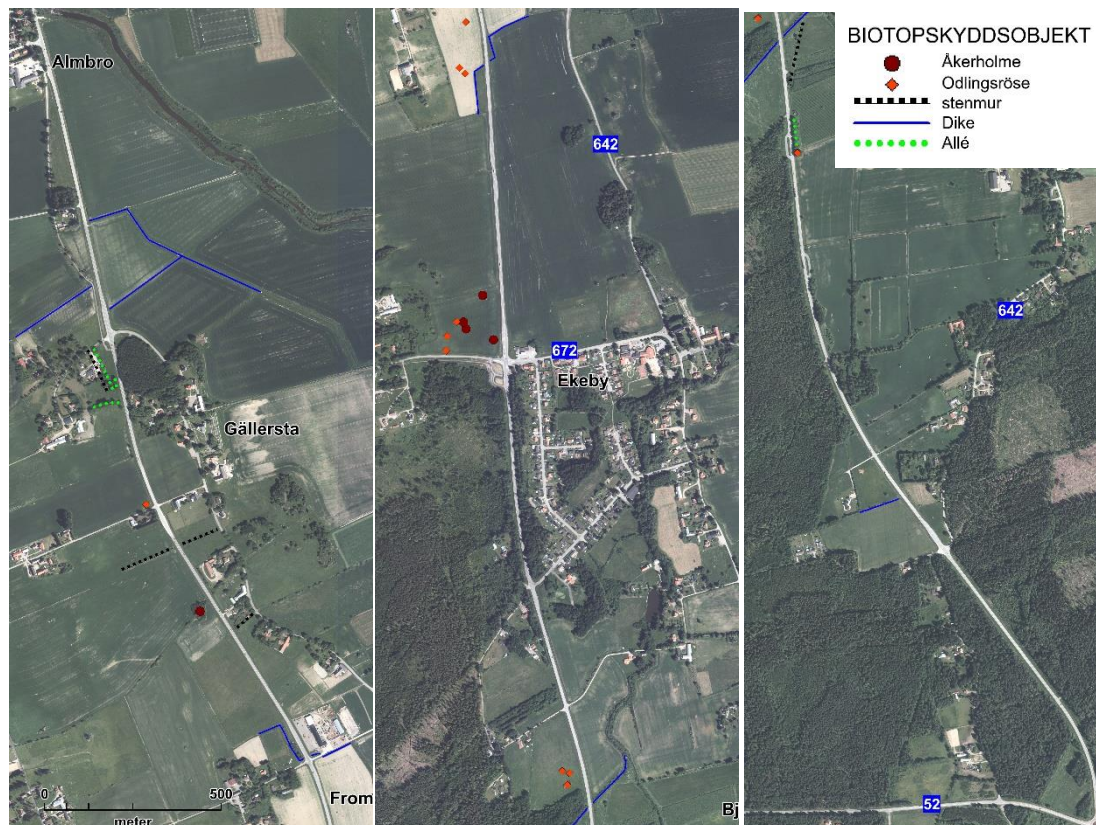 Almbro
Gällersta
0 500
meter
From
642
672
Ekeby
Bj
BIOTOPSKYDDSOBJEKT
Åkerholme
Odlingsröse
stenmur
Dike
Allé
642
52